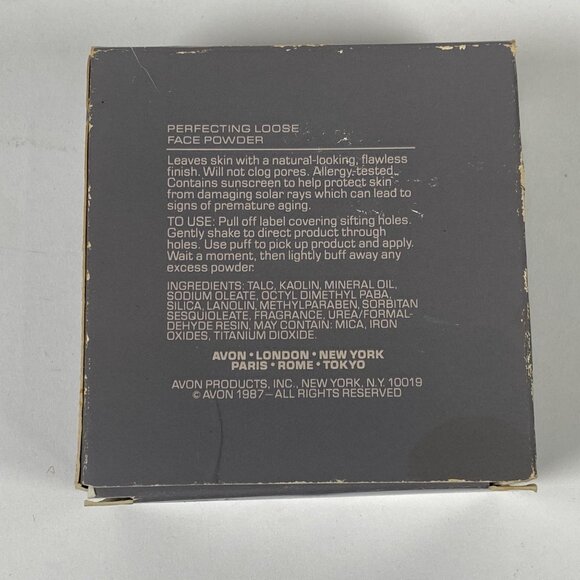 PERFECTING LOOSE
FACE POWDER
Leaves skin with a natural-looking, flawless
finish. Will not clog pores. Allergy-tested.
Contains sunscreen to help protect skin
from damaging solar rays which can lead to
signs of premature aging.
TO USE: Pull off label covering sifting holes.
Gently shake to direct product through
holes. Use puff to pick up product and apply.
Wait a moment, then lightly buff away any
excess powder.
INGREDIENTS: TALC, KAOLIN, MINERAL OIL,
SODIUM OLEATE, OCTYL DIMETHYL PABA,
SILICA, LANOLIN, METHYLPARABEN, SORBITAN
SESQUIOLEATE, FRAGRANCE, UREA/FORMAL-
DEHYDE RESIN. MAY CONTAIN: MICA, IRON
OXIDES, TITANIUM DIOXIDE.
AVON • LONDON • NEW YORK
PARIS • ROME • TOKYO
AVON PRODUCTS, INC., NEW YORK, N.Y. 10019
© AVON 1987–ALL RIGHTS RESERVED